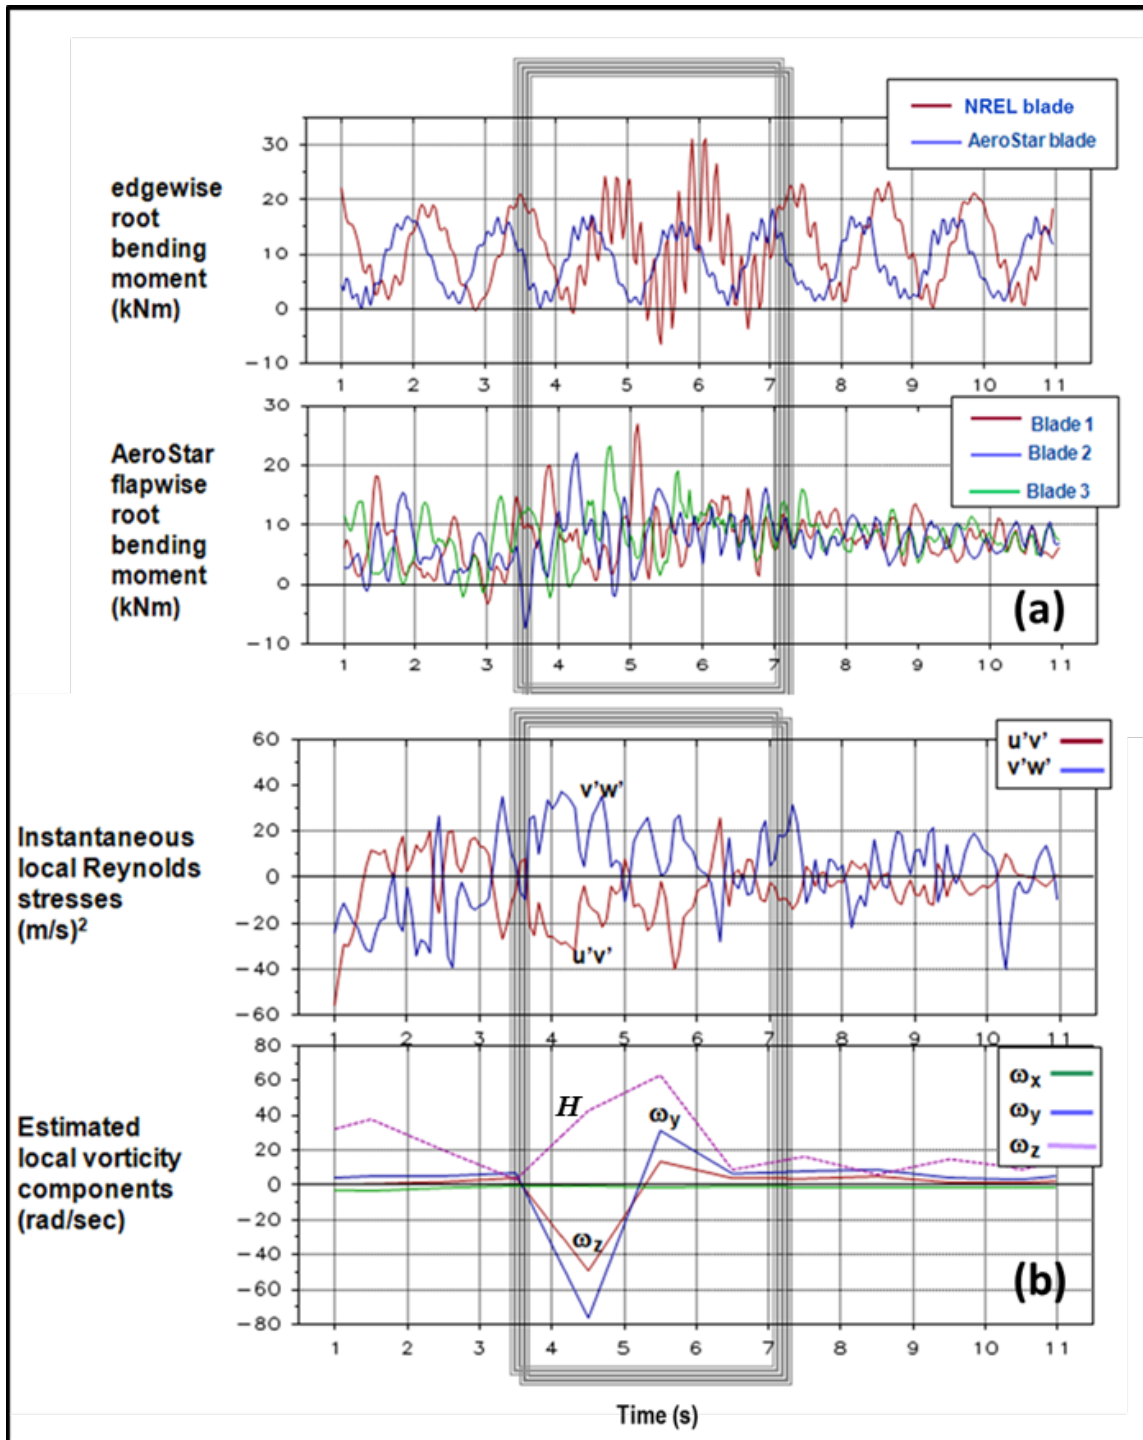 NREL blade
AeroStar blade
edgewise
root
bending
moment
(kNm)
30
20
10
0
−10
1 2 3 4 5 6 7 8 9 10 11
Blade 1
Blade 2
Blade 3
AeroStar
flapwise
root
bending
moment
(kNm)
30
20
10
0
−10
(a)
1 2 3 4 5 6 7 8 9 10 11
u'v'
v'w'
Instantaneous
local Reynolds
stresses
(m/s)²
60
40
20
0
−20
−40
−60
v'w'
u'v'
1 2 3 4 5 6 7 8 9 10 11
ωx
ωy
ωz
Estimated
local vorticity
components
(rad/sec)
80
60
40
20
0
−20
−40
−60
−80
H
ωy
ωz
(b)
1 2 3 4 5 6 7 8 9 10 11
Time (s)